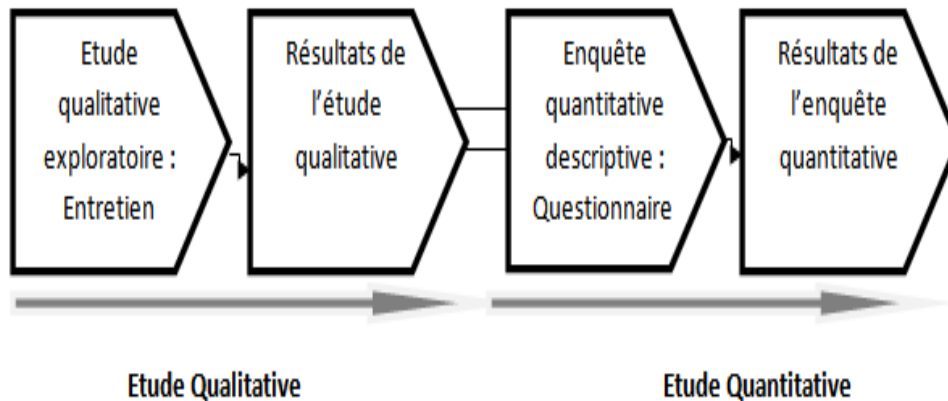 Etude
qualitative
exploratoire :
Entretien
Résultats de
l'étude
qualitative
Enquête
quantitative
descriptive :
Questionnaire
Résultats de
l'enquête
quantitative
Etude Qualitative
Etude Quantitative